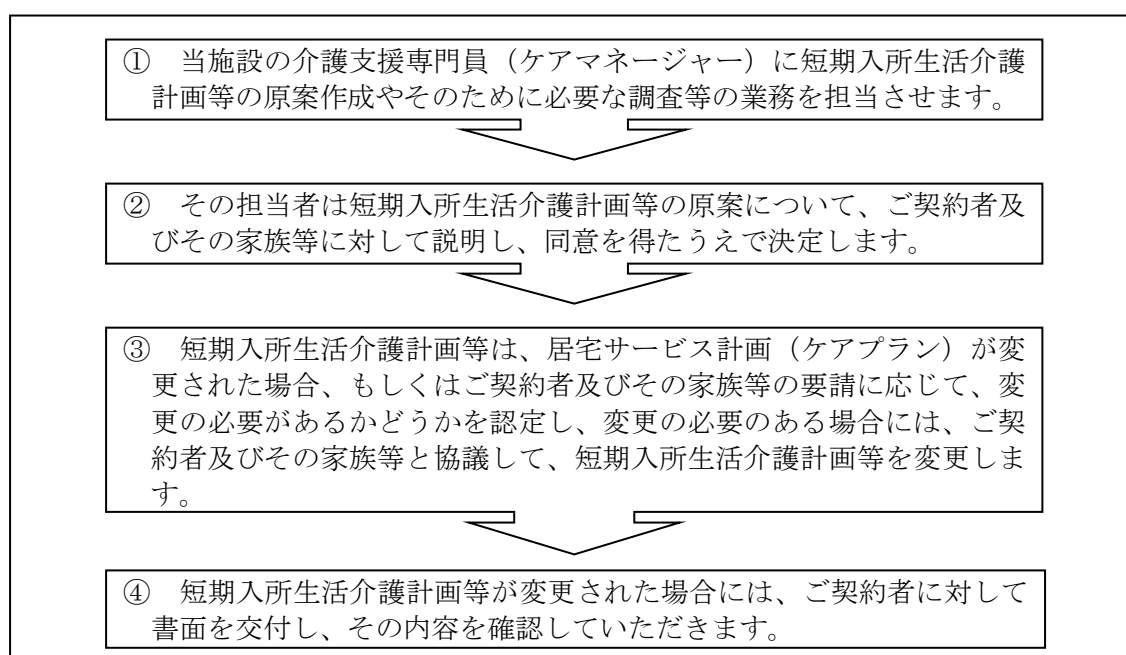 ① 当施設の介護支援専門員（ケアマネージャー）に短期入所生活介護
計画等の原案作成やそのために必要な調査等の業務を担当させます。
② その担当者は短期入所生活介護計画等の原案について、ご契約者及
びその家族等に対して説明し、同意を得たうえで決定します。
③ 短期入所生活介護計画等は、居宅サービス計画（ケアプラン）が変
更された場合、もしくはご契約者及びその家族等の要請に応じて、変
更の必要があるかどうかを認定し、変更の必要のある場合には、ご契
約者及びその家族等と協議して、短期入所生活介護計画等を変更しま
す。
④ 短期入所生活介護計画等が変更された場合には、ご契約者に対して
書面を交付し、その内容を確認していただきます。